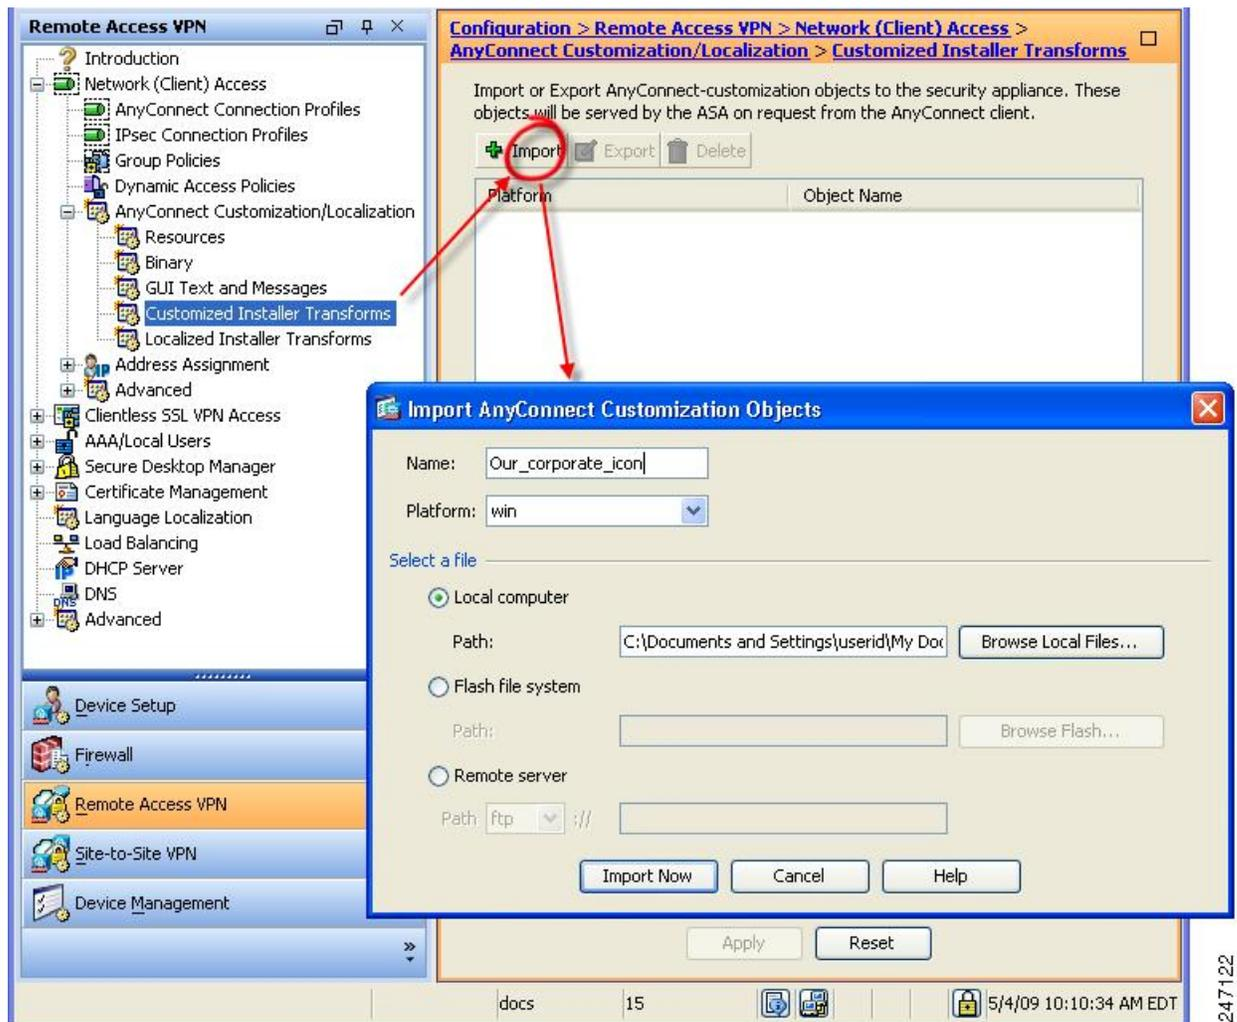 Remote Access VPN
Introduction
Network (Client) Access
AnyConnect Connection Profiles
IPsec Connection Profiles
Group Policies
Dynamic Access Policies
AnyConnect Customization/Localization
Resources
Binary
GUI Text and Messages
Customized Installer Transforms
Localized Installer Transforms
Address Assignment
Advanced
Clientless SSL VPN Access
AAA/Local Users
Secure Desktop Manager
Certificate Management
Language Localization
Load Balancing
DHCP Server
DNS
Advanced
Device Setup
Firewall
Remote Access VPN
Site-to-Site VPN
Device Management
Configuration > Remote Access VPN > Network (Client) Access >
AnyConnect Customization/Localization > Customized Installer Transforms
Import or Export AnyConnect-customization objects to the security appliance. These
objects will be served by the ASA on request from the AnyConnect client.
Import Export Delete
Platform Object Name
Import AnyConnect Customization Objects
Name: Our_corporate_icon
Platform: win
Select a file
Local computer
Path: C:\Documents and Settings\userid\My Doc Browse Local Files...
Flash file system
Path: Browse Flash...
Remote server
Path ftp ://
Import Now Cancel Help
Apply Reset
docs 15 5/4/09 10:10:34 AM EDT
247122